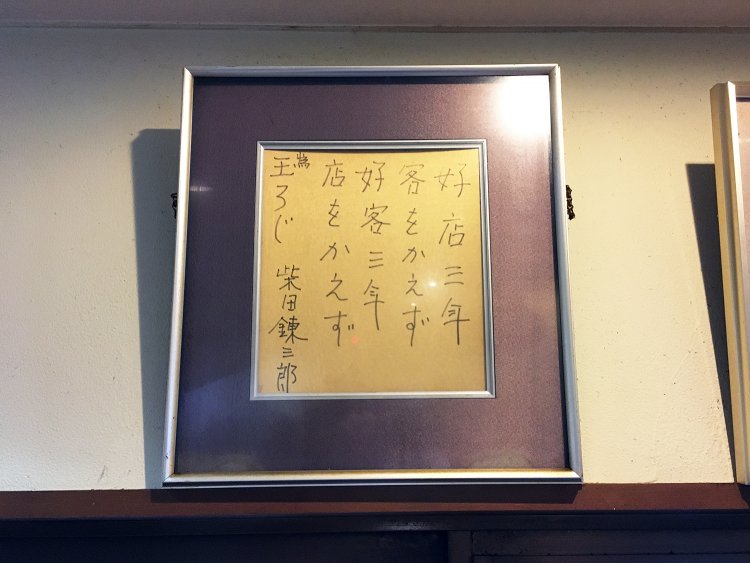 好店三年
客をかえず
好客三年
店をかえず
為
王ろじ 柴田錬三郎